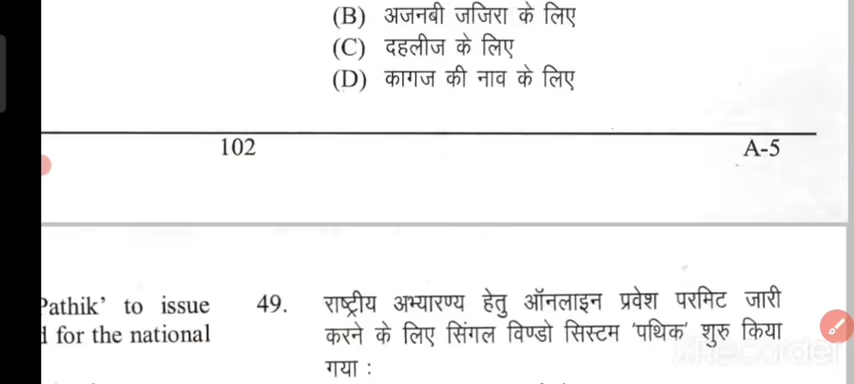 (B) अजनबी जजिरा के लिए
(C) दहलीज के लिए
(D) कागज की नाव के लिए
102 A-5
Pathik’ to issue
for the national
49. राष्ट्रीय अभ्यारण्य हेतु ऑनलाइन प्रवेश परमिट जारी
करने के लिए सिंगल विण्डो सिस्टम ‘पथिक’ शुरु किया
गया :